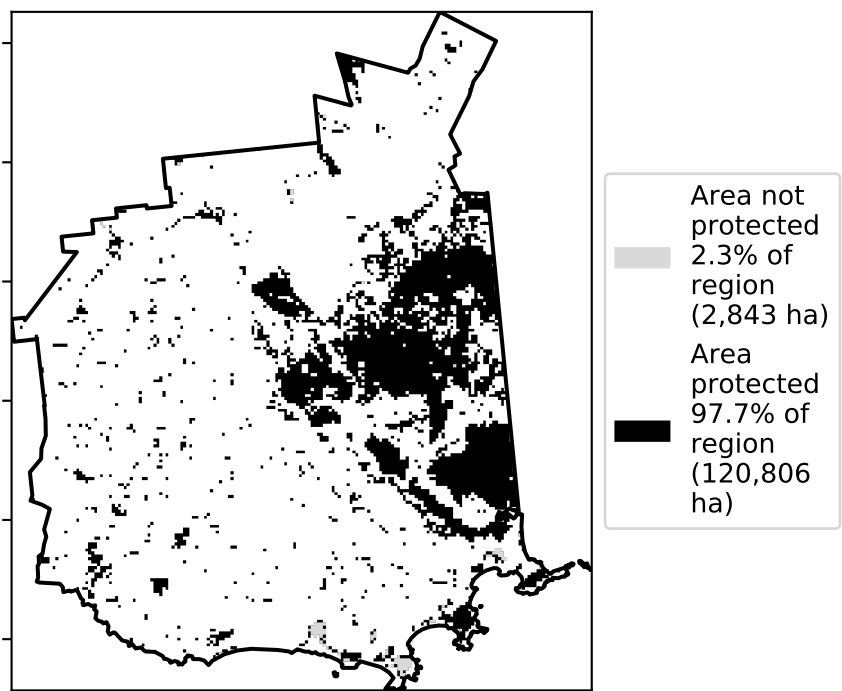 Area not
protected
2.3% of
region
(2,843 ha)
Area
protected
97.7% of
region
(120,806
ha)